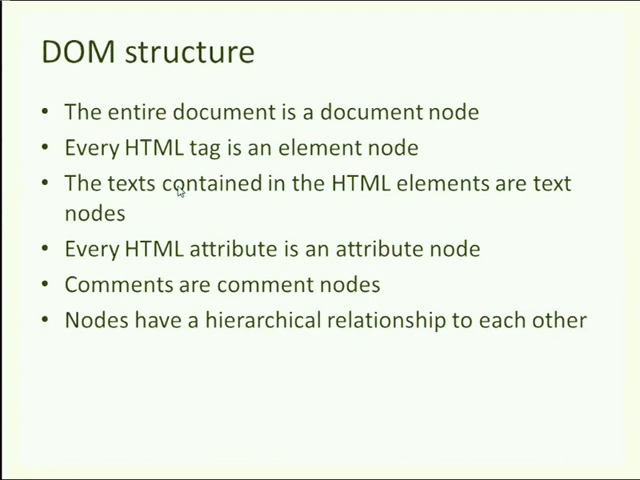 DOM structure
• The entire document is a document node
• Every HTML tag is an element node
• The texts contained in the HTML elements are text
nodes
• Every HTML attribute is an attribute node
• Comments are comment nodes
• Nodes have a hierarchical relationship to each other